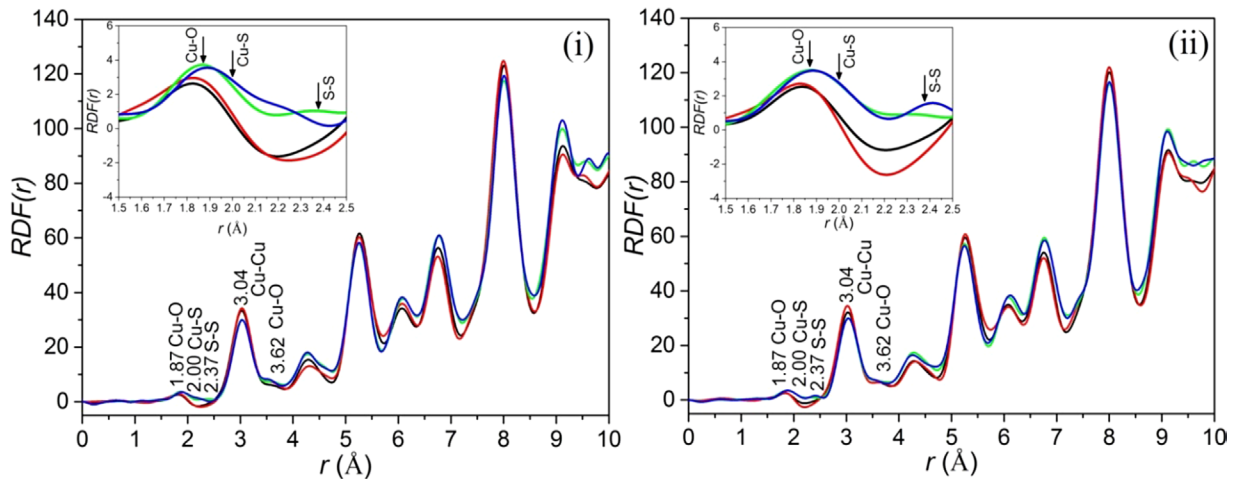 (i)
RDF(r)
140
120
100
80
60
40
20
0
0 1 2 3 4 5 6 7 8 9 10
r (Å)
1.87 Cu-O
2.00 Cu-S
2.37 S-S
3.04
Cu-Cu
3.62 Cu-O
RDF(r)
6
4
2
0
-2
-4
1.5 1.6 1.7 1.8 1.9 2.0 2.1 2.2 2.3 2.4 2.5
r (Å)
Cu-O
Cu-S
S-S
(ii)
RDF(r)
140
120
100
80
60
40
20
0
0 1 2 3 4 5 6 7 8 9 10
r (Å)
1.87 Cu-O
2.00 Cu-S
2.37 S-S
3.04
Cu-Cu
3.62 Cu-O
RDF(r)
6
4
2
0
-2
-4
1.5 1.6 1.7 1.8 1.9 2.0 2.1 2.2 2.3 2.4 2.5
r (Å)
Cu-O
Cu-S
S-S